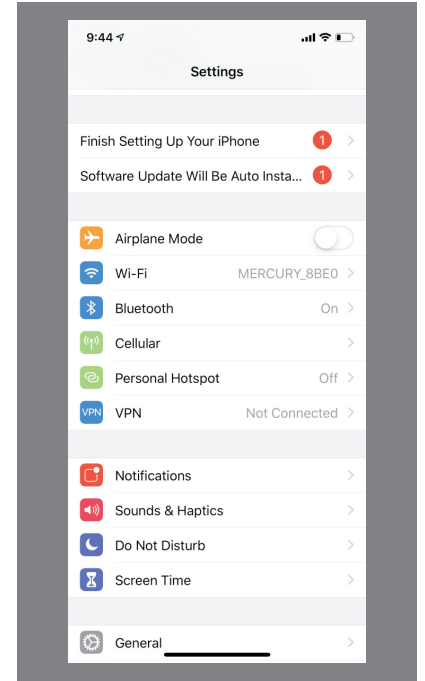 9:44
Settings
Finish Setting Up Your iPhone 1
Software Update Will Be Auto Insta... 1
Airplane Mode
Wi-Fi MERCURY_8BE0
Bluetooth On
Cellular
Personal Hotspot Off
VPN VPN Not Connected
Notifications
Sounds & Haptics
Do Not Disturb
Screen Time
General